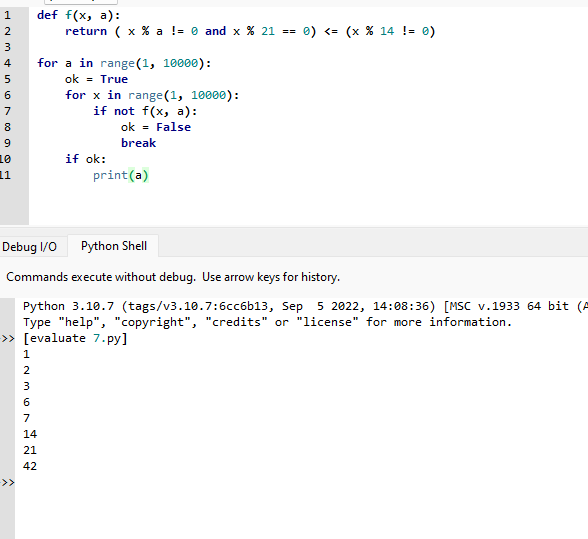 1 def f(x, a):
2 return ( x % a != 0 and x % 21 == 0) <= (x % 14 != 0)
3
4 for a in range(1, 10000):
5 ok = True
6 for x in range(1, 10000):
7 if not f(x, a):
8 ok = False
9 break
10 if ok:
11 print(a)
Debug I/O Python Shell
Commands execute without debug. Use arrow keys for history.
Python 3.10.7 (tags/v3.10.7:6cc6b13, Sep 5 2022, 14:08:36) [MSC v.1933 64 bit (A
Type "help", "copyright", "credits" or "license" for more information.
>> [evaluate 7.py]
1
2
3
6
7
14
21
42
>>